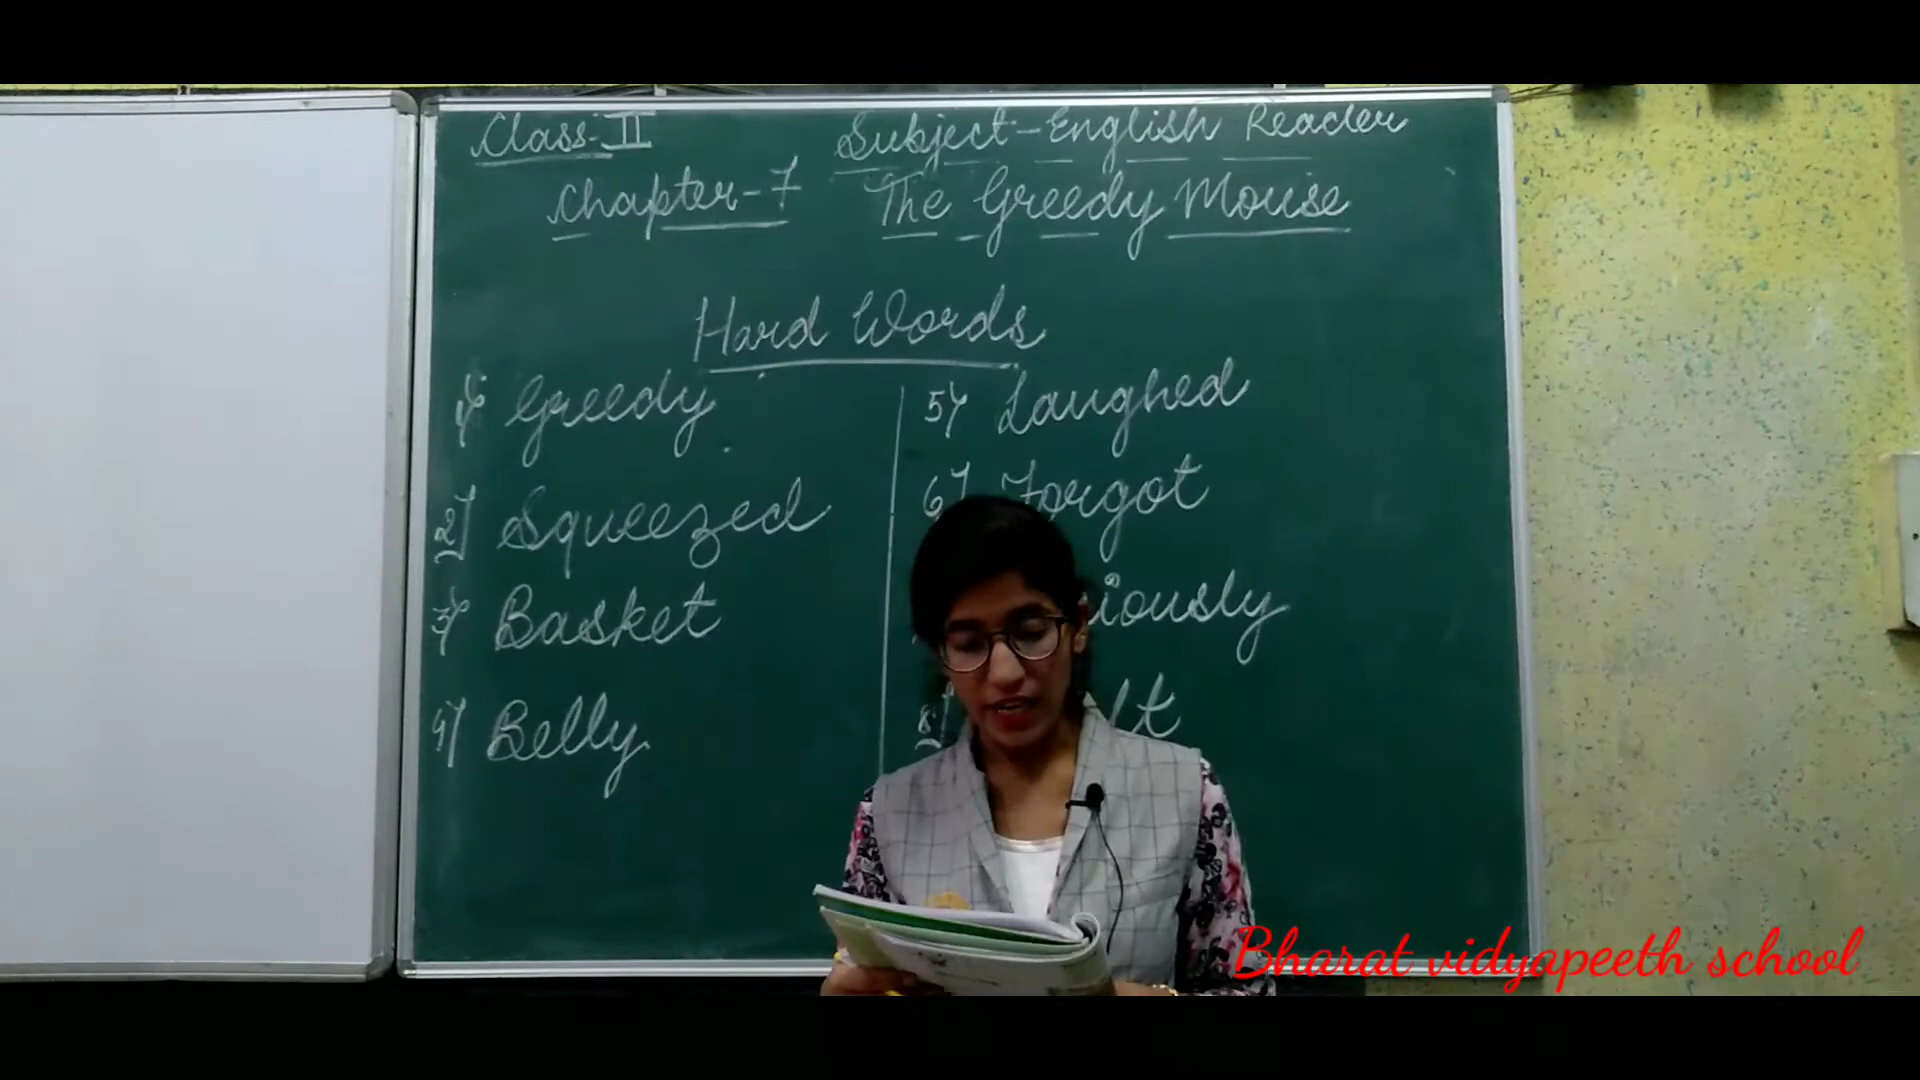 Class-II Subject-English Reader
Chapter-7 The Greedy Mouse
Hard Words
1) Greedy
2) Squeezed
3) Basket
4) Belly
5) Laughed
6) Forgot
8)
Bharat vidyapeeth school